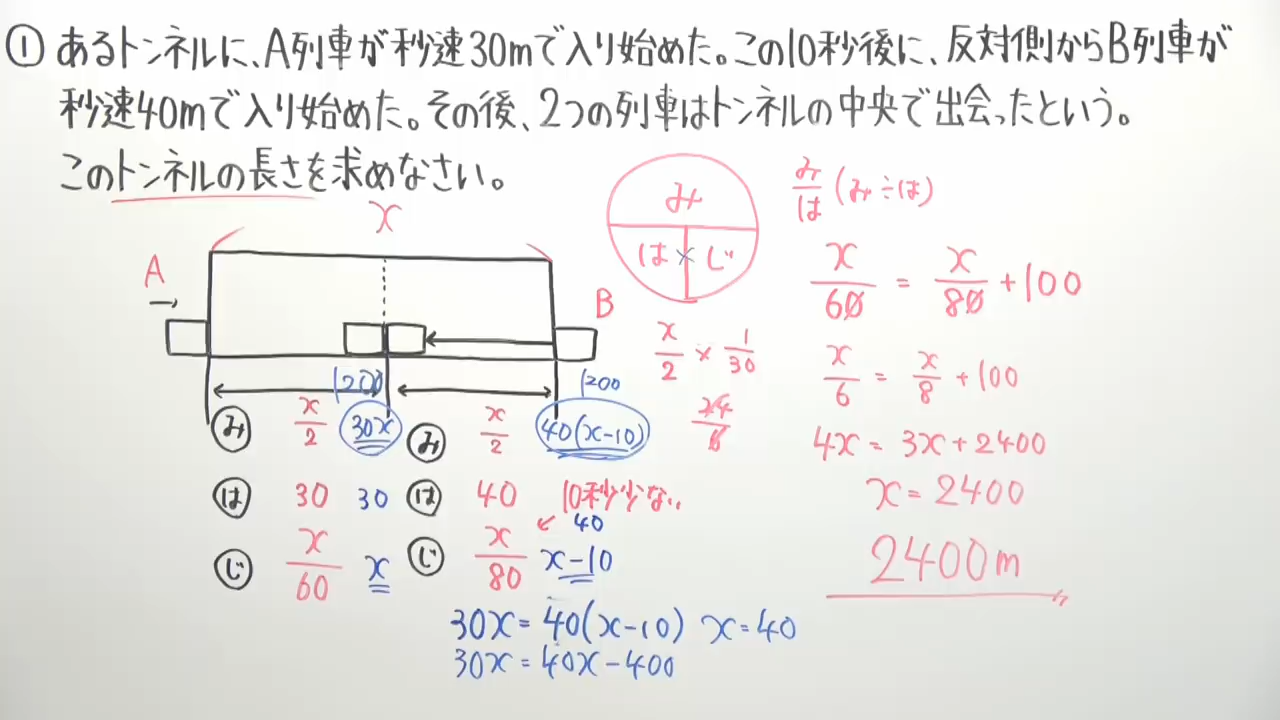 ① あるトンネルに、A列車が秒速30mで入り始めた。この10秒後に、反対側からB列車が
秒速40mで入り始めた。その後、2つの列車はトンネルの中央で出会ったという。
このトンネルの長さを求めなさい。
x
A
B
み
は×じ
み/は (み÷は)
x/60 = x/80 + 100
x/2 × 1/30
x/6 = x/8 + 100
24/6
4x = 3x + 2400
x = 2400
2400m
1200
1200
み x/2 30x み x/2 40(x-10)
は 30 30 は 40 10秒少ない
40
じ x/60 x じ x/80 x-10
30x = 40(x-10) x=40
30x = 40x - 400